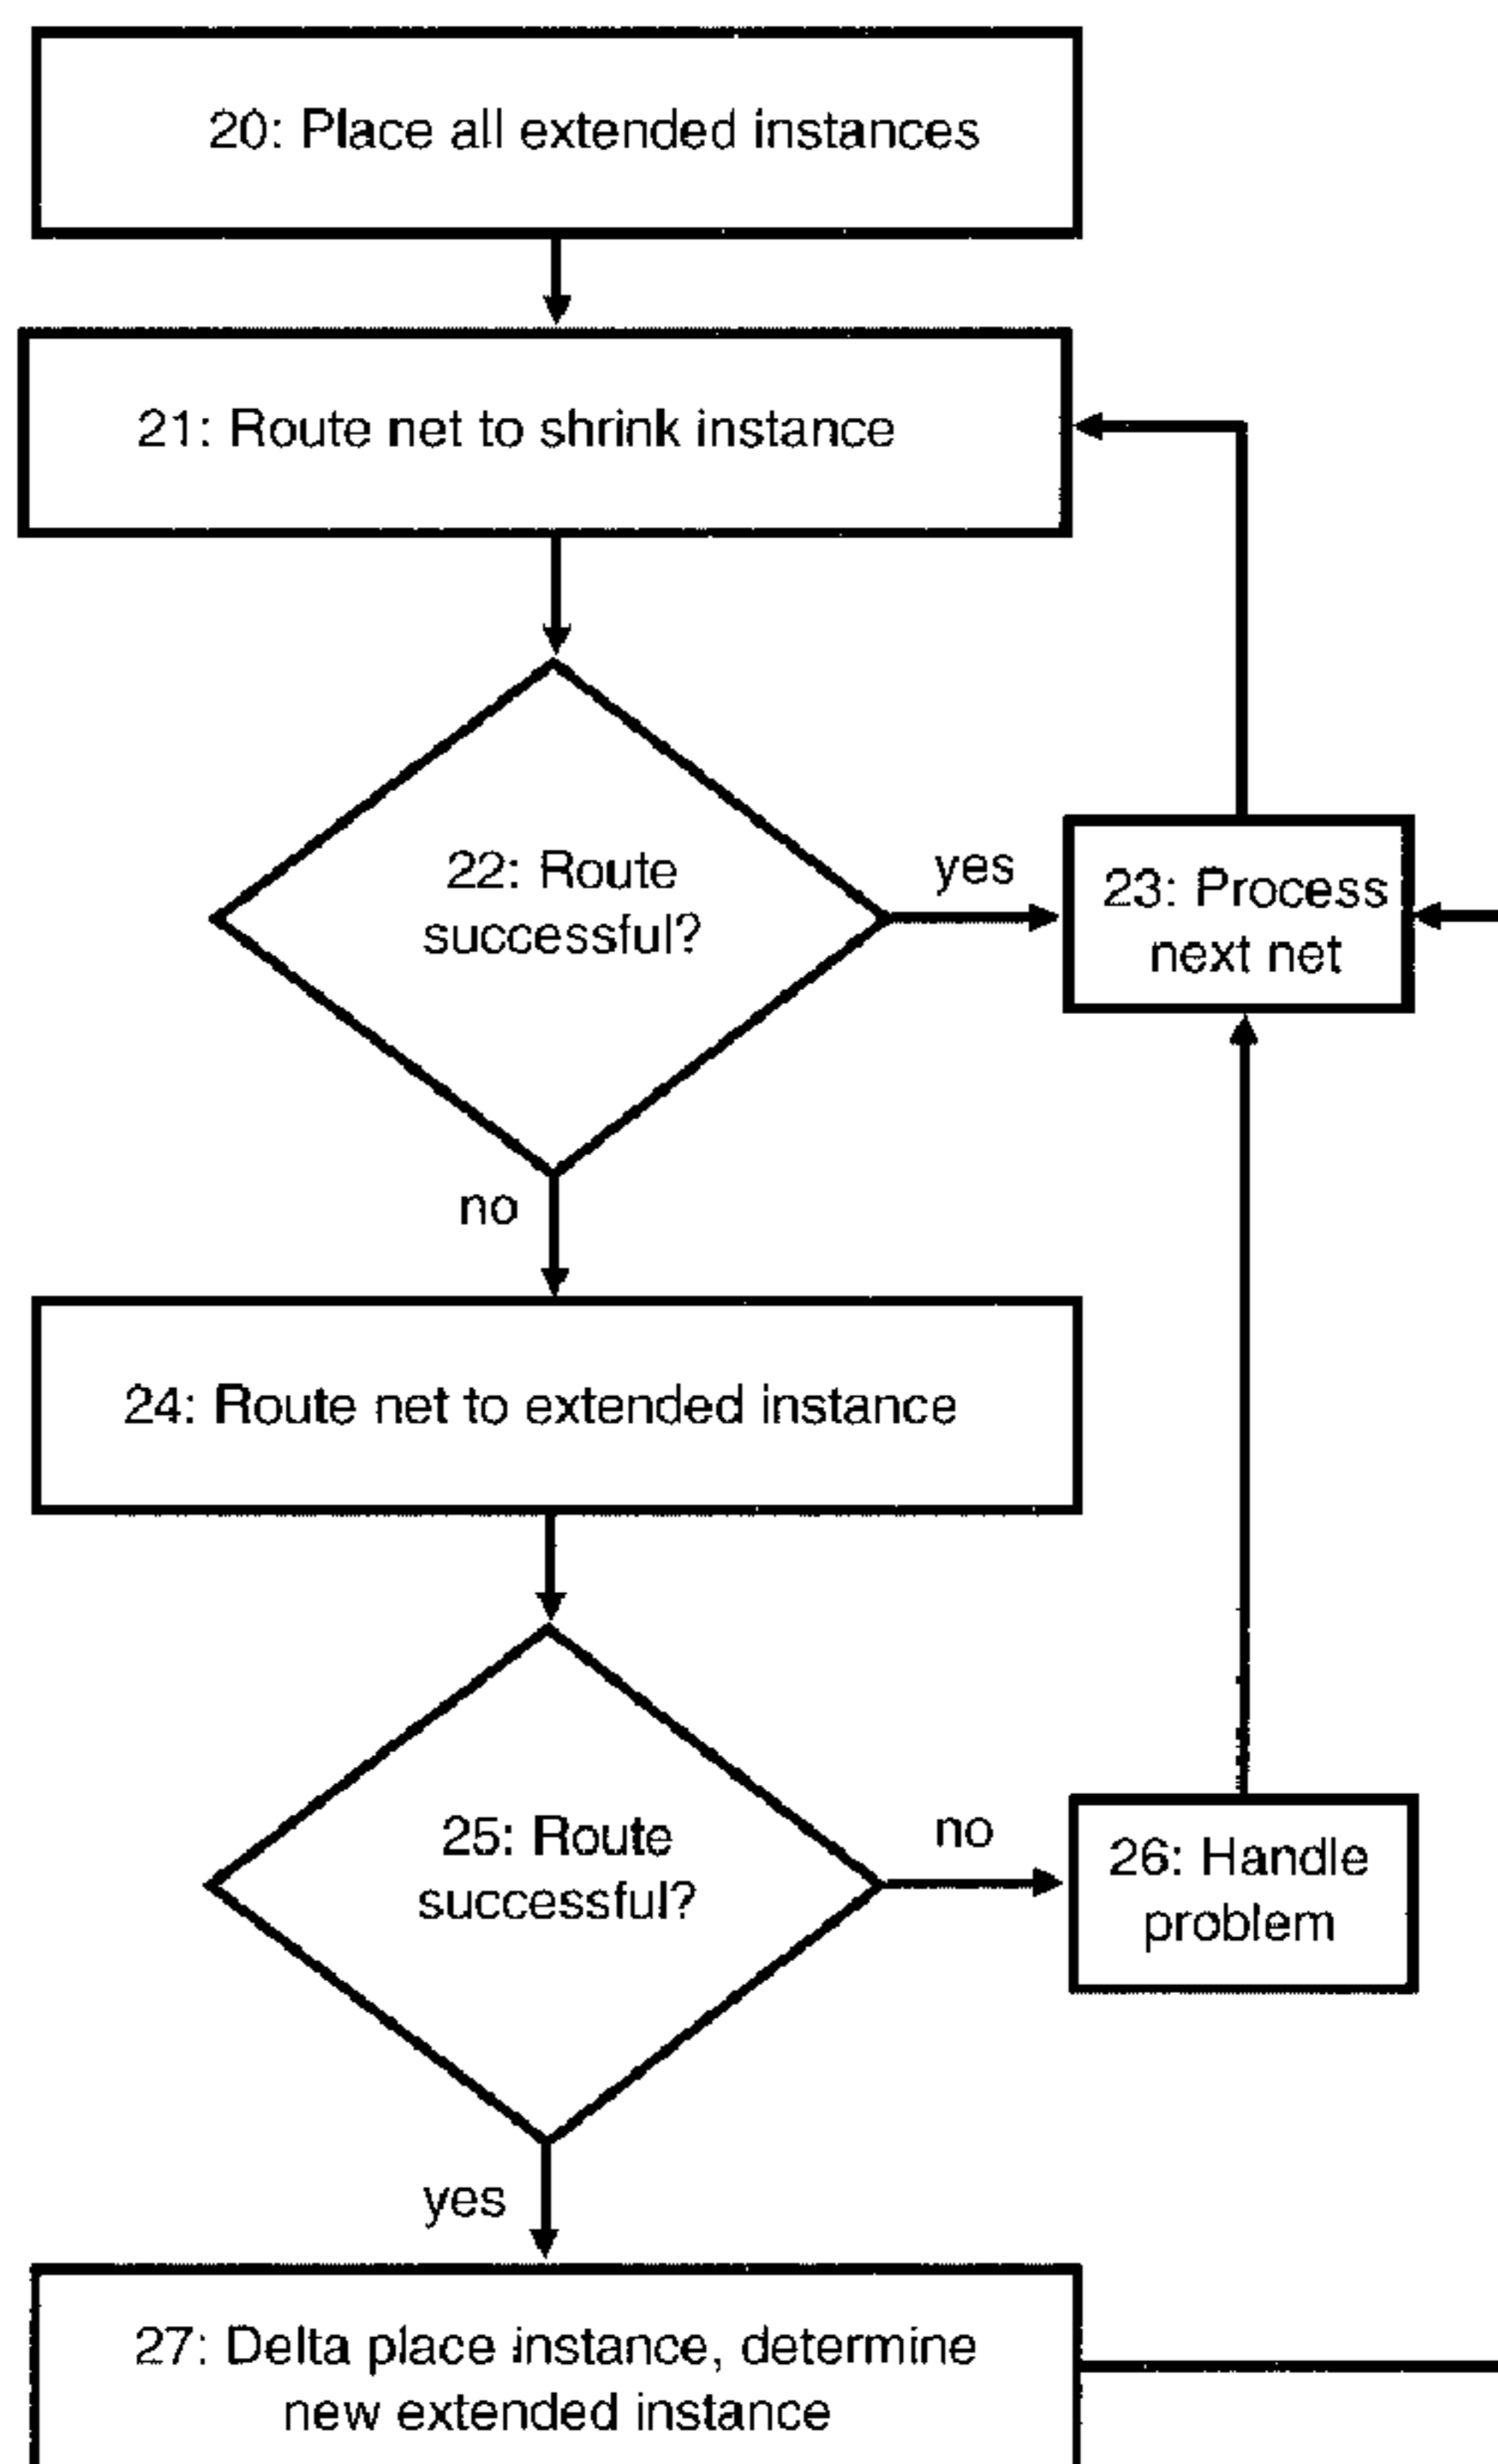 20: Place all extended instances
21: Route net to shrink instance
22: Route
successful?
yes
23: Process
next net
no
24: Route net to extended instance
25: Route
successful?
no
26: Handle
problem
yes
27: Delta place instance, determine
new extended instance